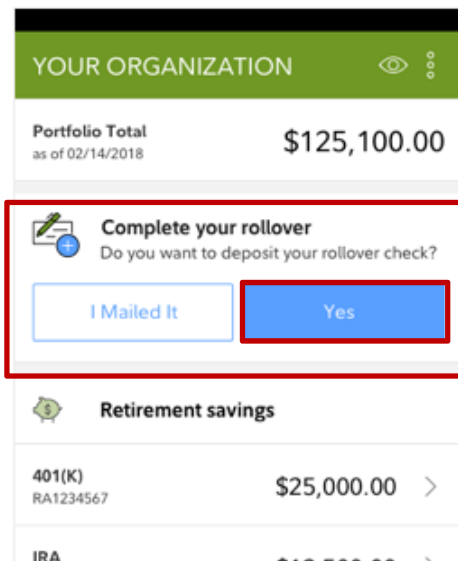 YOUR ORGANIZATION
Portfolio Total
as of 02/14/2018
$125,100.00
Complete your rollover
Do you want to deposit your rollover check?
I Mailed It
Yes
Retirement savings
401(K)
RA1234567
$25,000.00
IRA